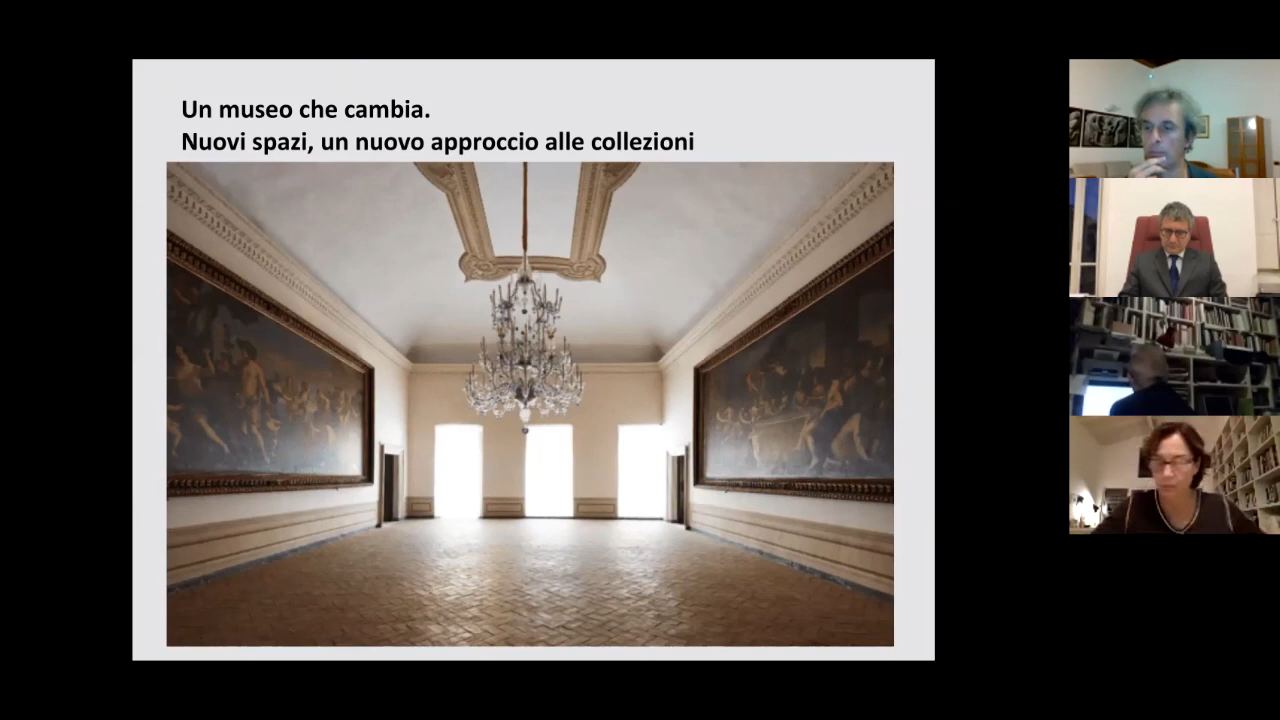 Un museo che cambia.
Nuovi spazi, un nuovo approccio alle collezioni